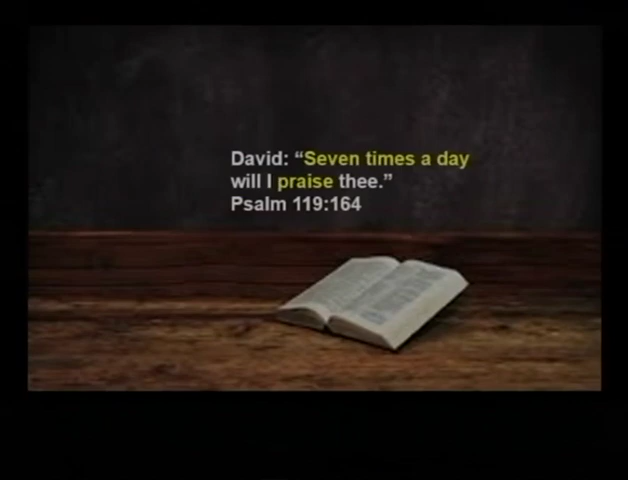 David: “Seven times a day
will I praise thee.”
Psalm 119:164